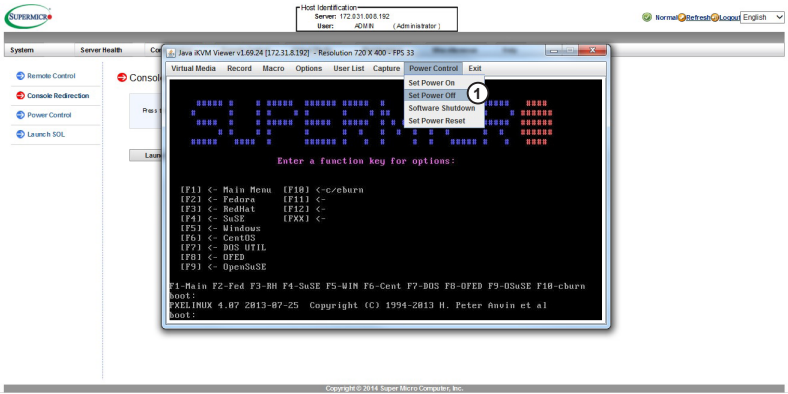 SUPERMICR
Host Identification
Server: 172.031.008.192
User: ADMIN (Administrator)
Normal Refresh Logout English
System Server Health Con
Remote Control
Console Redirection
Power Control
Launch SOL
Consol
Press t
Laun
Java iKVM Viewer v1.69.24 [172.31.8.192] - Resolution 720 X 400 - FPS 33
Virtual Media Record Macro Options User List Capture Power Control Exit
Set Power On
Set Power Off
1
Software Shutdown
Set Power Reset
Enter a function key for options:
[F1] <- Main Menu [F10] <-c/eburn
[F2] <- Fedora [F11] <-
[F3] <- RedHat [F12] <-
[F4] <- SuSE [FXX] <-
[F5] <- Windows
[F6] <- CentOS
[F7] <- DOS UTIL
[F8] <- OFED
[F9] <- OpenSuSE
F1-Main F2-Fed F3-RH F4-SuSE F5-WIN F6-Cent F7-DOS F8-OFED F9-OSuSE F10-cburn
boot:
PXELINUX 4.07 2013-07-25 Copyright (C) 1994-2013 H. Peter Anvin et al
boot:
Copyright © 2014 Super Micro Computer, Inc.